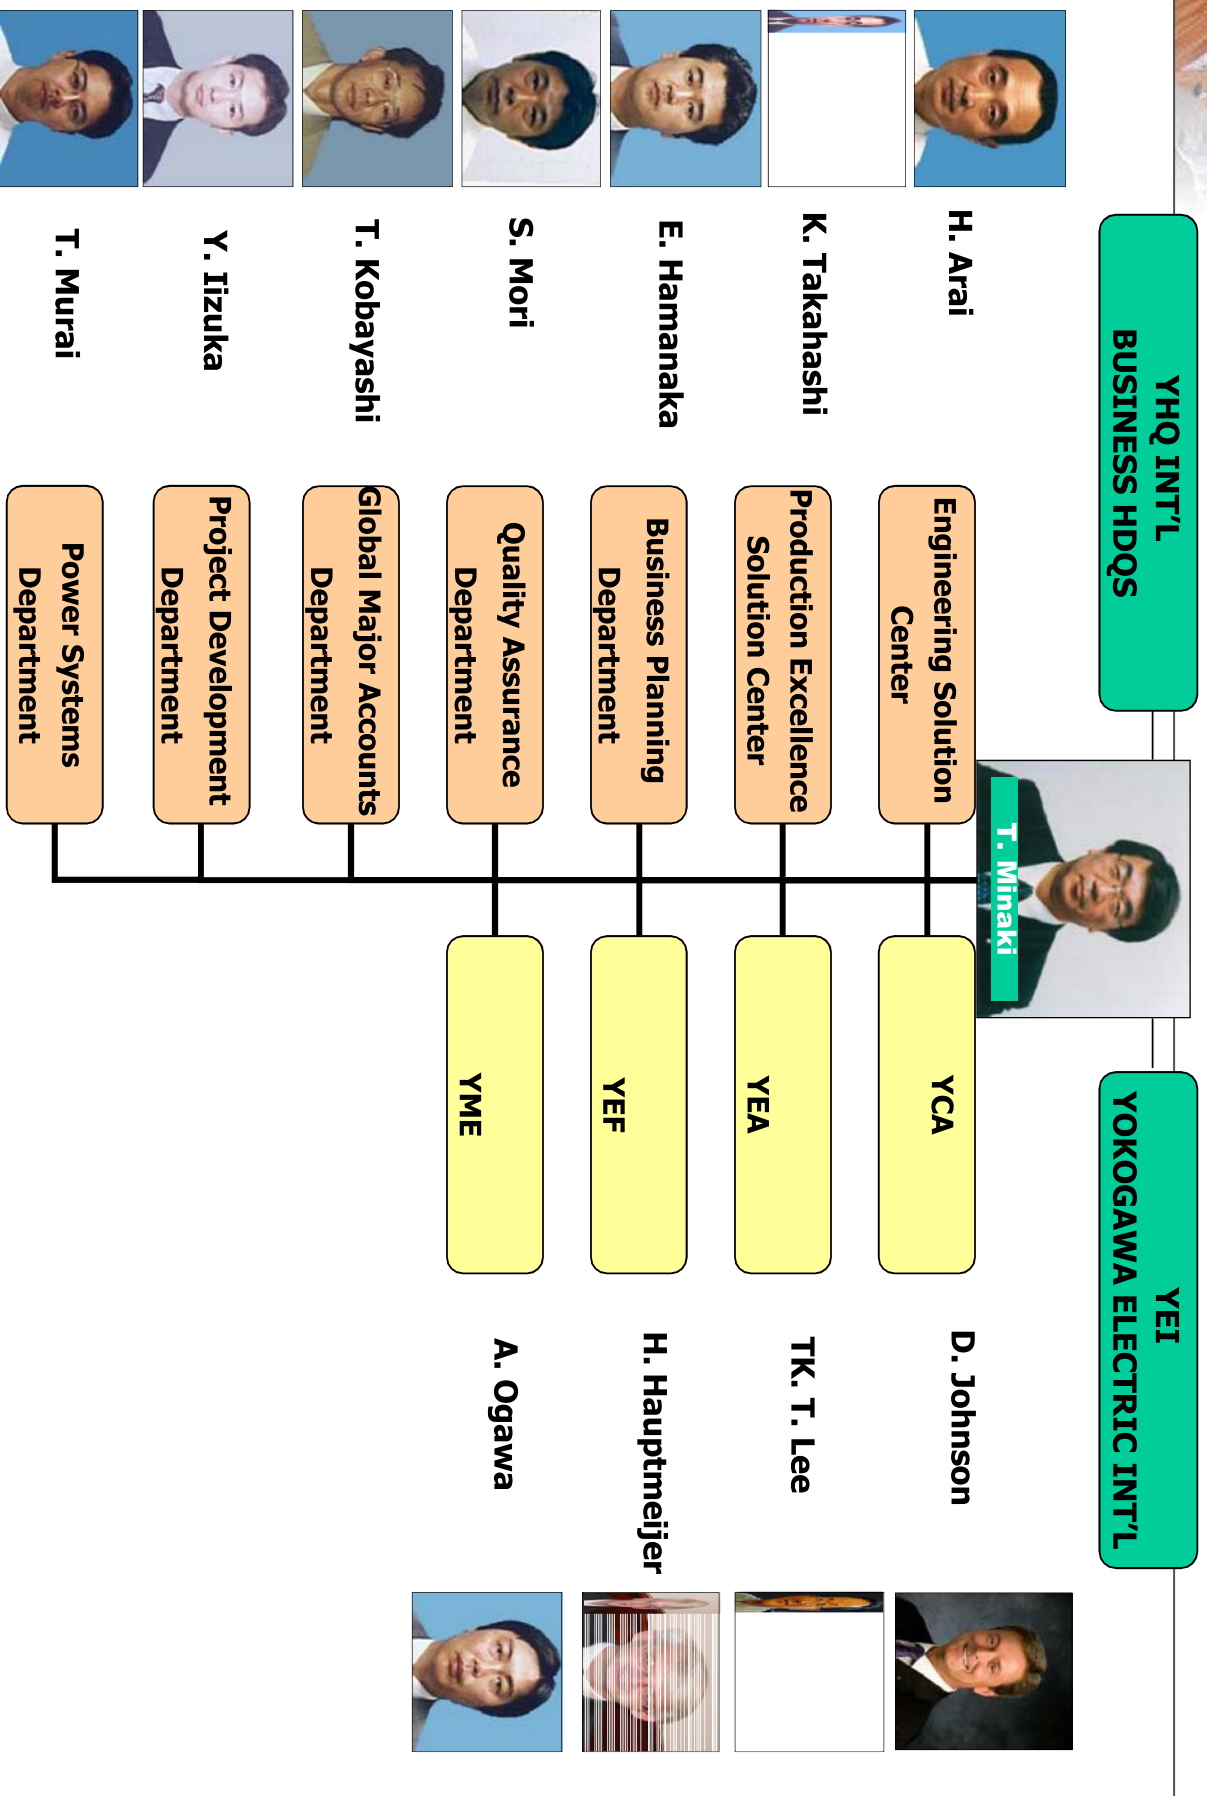 YHQ INT'L
BUSINESS HDQS
YEI
YOKOGAWA ELECTRIC INT'L
T. Minaki
H. Arai
Engineering Solution
Center
YCA
D. Johnson
K. Takahashi
Production Excellence
Solution Center
YEA
TK. T. Lee
E. Hamanaka
Business Planning
Department
YEF
H. Hauptmeijer
S. Mori
Quality Assurance
Department
YME
A. Ogawa
T. Kobayashi
Global Major Accounts
Department
Y. Iizuka
Project Development
Department
T. Murai
Power Systems
Department